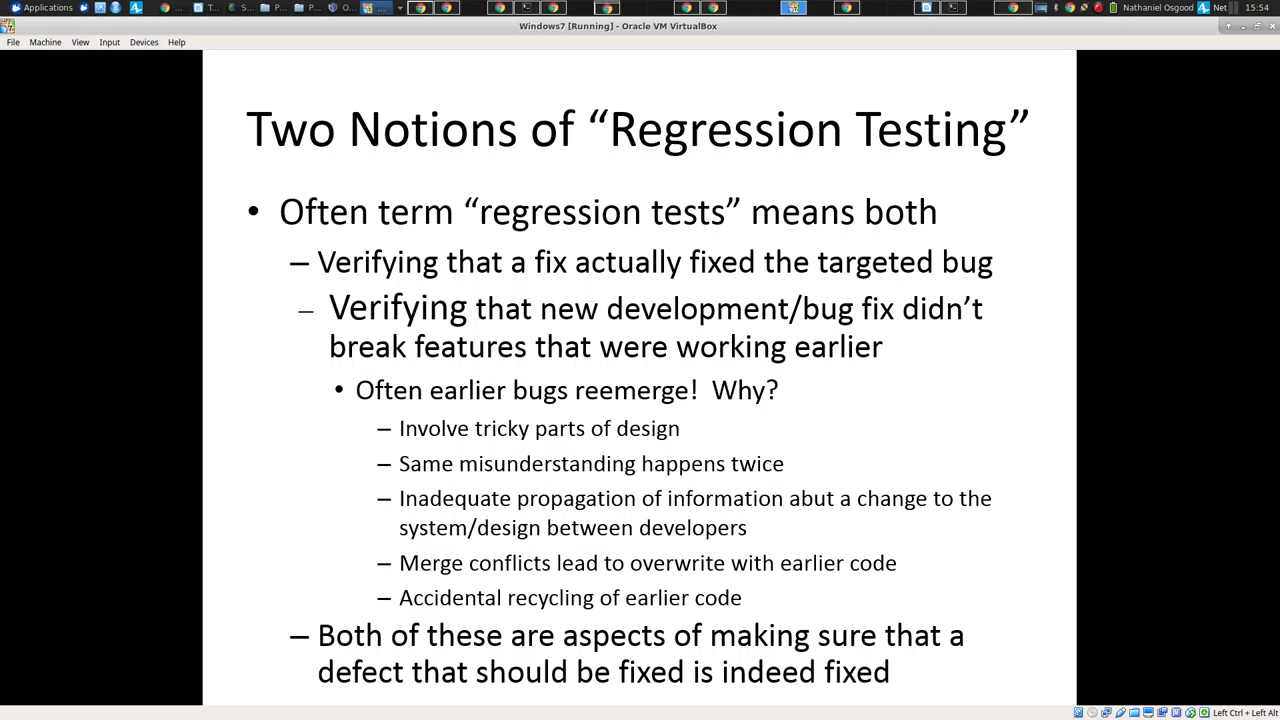 Applications
T...
S...
P...
P...
O...
...
Nathaniel Osgood
Net
15:54
Windows7 [Running] - Oracle VM VirtualBox
File Machine View Input Devices Help
Two Notions of “Regression Testing”
• Often term “regression tests” means both
– Verifying that a fix actually fixed the targeted bug
– Verifying that new development/bug fix didn’t
break features that were working earlier
• Often earlier bugs reemerge! Why?
– Involve tricky parts of design
– Same misunderstanding happens twice
– Inadequate propagation of information abut a change to the
system/design between developers
– Merge conflicts lead to overwrite with earlier code
– Accidental recycling of earlier code
– Both of these are aspects of making sure that a
defect that should be fixed is indeed fixed
Left Ctrl + Left Alt